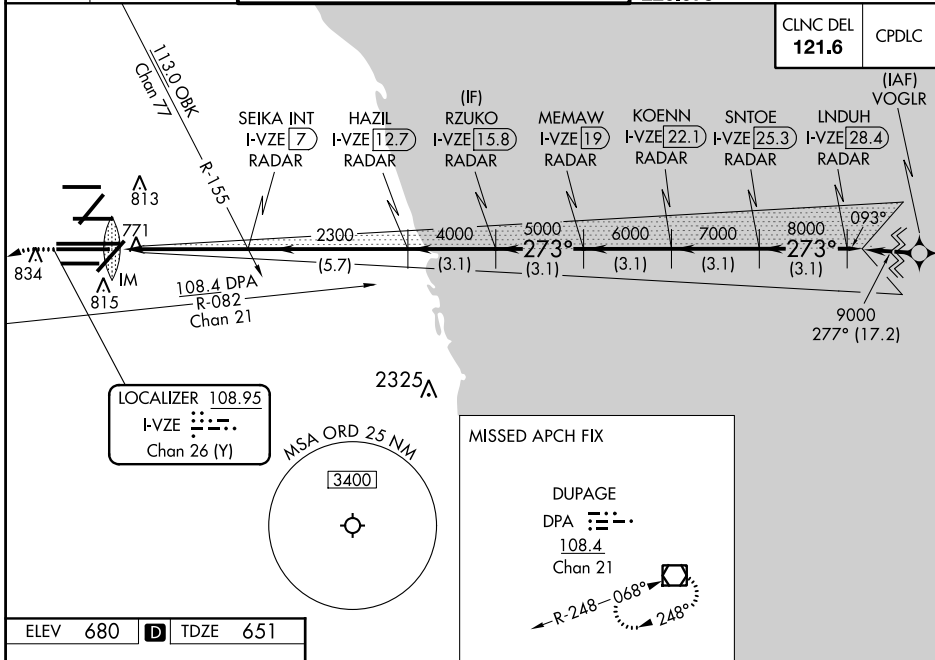 CLNC DEL
121.6
CPDLC
113.0 OBK
Chan 77
R-155
SEIKA INT
I-VZE 7
RADAR
HAZIL
I-VZE 12.7
RADAR
(IF)
RZUKO
I-VZE 15.8
RADAR
MEMAW
I-VZE 19
RADAR
KOENN
I-VZE 22.1
RADAR
SNTOE
I-VZE 25.3
RADAR
LNDUH
I-VZE 28.4
RADAR
(IAF)
VOGLR
813
771
834
815
IM
2300
4000
5000
6000
7000
8000
093°
273°
273°
(5.7)
(3.1)
(3.1)
(3.1)
(3.1)
(3.1)
9000
277° (17.2)
108.4 DPA
R-082
Chan 21
2325
LOCALIZER 108.95
I-VZE
Chan 26 (Y)
MSA ORD 25 NM
3400
MISSED APCH FIX
DUPAGE
DPA
108.4
Chan 21
R-248
068°
248°
ELEV 680 D TDZE 651